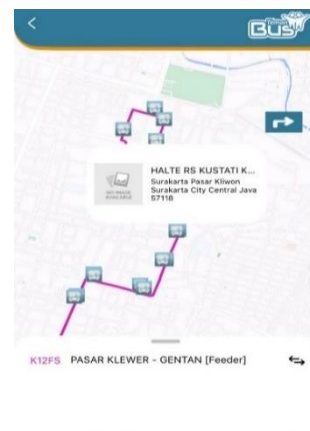 Bus
HALTE RS KUSTATI K...
Surakarta Pasar Kliwon
Surakarta City Central Java
57118
NO IMAGE
AVAILABLE
K12FS PASAR KLEWER - GENTAN [Feeder]